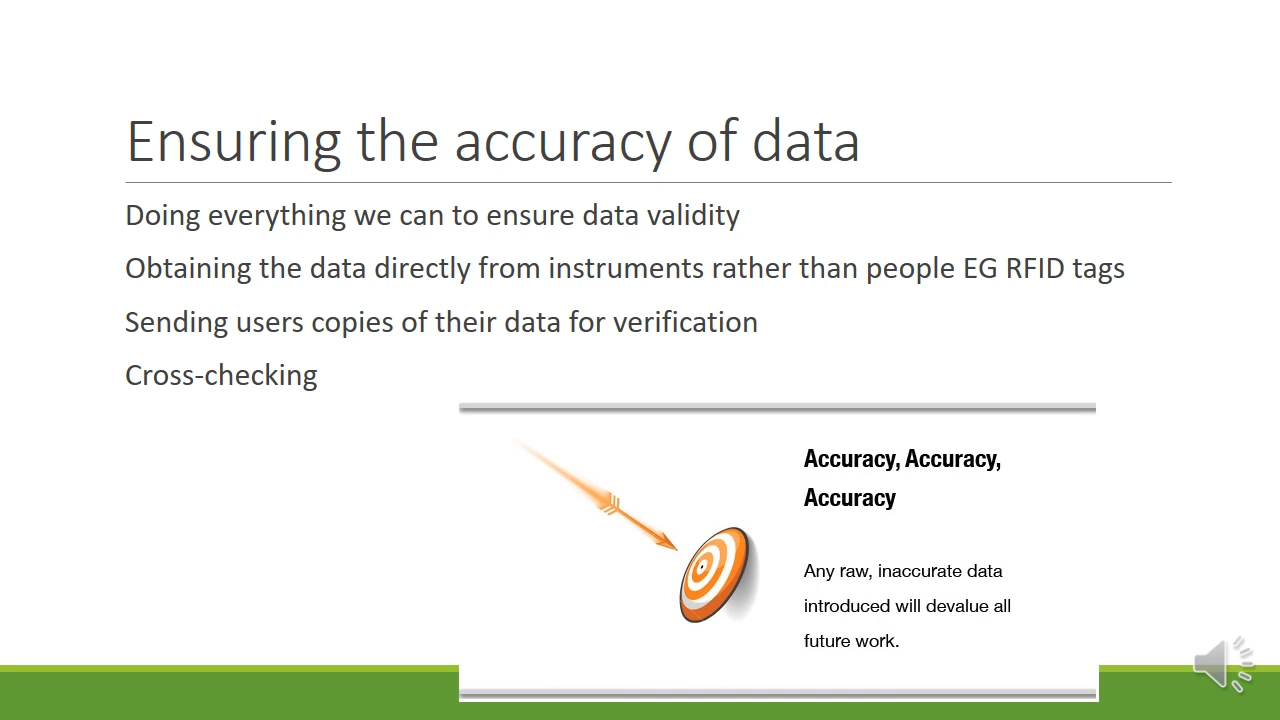 Ensuring the accuracy of data
Doing everything we can to ensure data validity
Obtaining the data directly from instruments rather than people EG RFID tags
Sending users copies of their data for verification
Cross-checking
Accuracy, Accuracy,
Accuracy
Any raw, inaccurate data
introduced will devalue all
future work.